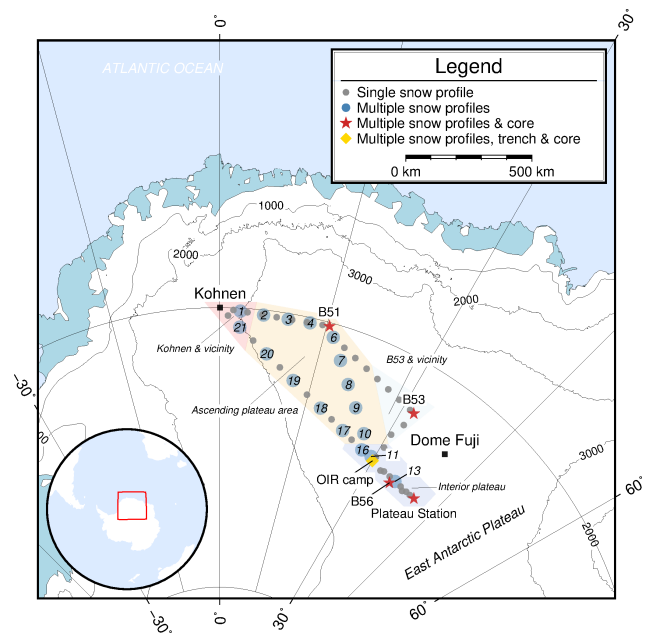 0°
30°
ATLANTIC OCEAN
Legend
Single snow profile
Multiple snow profiles
Multiple snow profiles & core
Multiple snow profiles, trench & core
0 km 500 km
1000
2000
3000
2000
Kohnen
1 2 3 4
B51
21
6
Kohnen & vicinity
20
7
B53 & vicinity
19
8
B53
Ascending plateau area
18
9
17
10
Dome Fuji
16
11
13
OIR camp
Interior plateau
B56
Plateau Station
3000
2000
East Antarctic Plateau
-30°
00
60°
-30°
0°
30°
60°